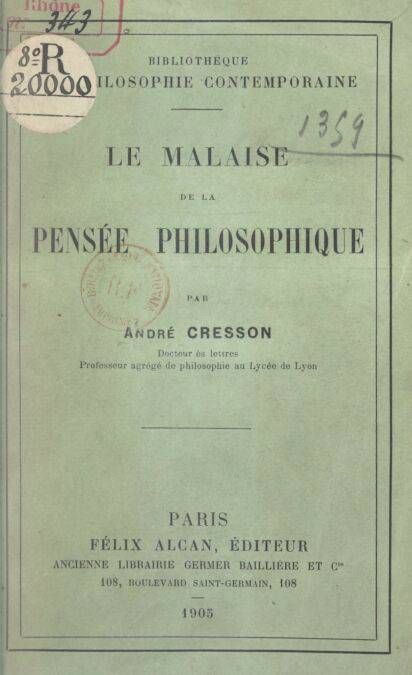 Rhône
343
8º R
20000
BIBLIOTHÈQUE
PHILOSOPHIE CONTEMPORAINE
1359
LE MALAISE
DE LA
PENSÉE PHILOSOPHIQUE
PAR
ANDRÉ CRESSON
Docteur ès lettres
Professeur agrégé de philosophie au Lycée de Lyon
PARIS
FÉLIX ALCAN, ÉDITEUR
ANCIENNE LIBRAIRIE GERMER BAILLIÈRE ET Cie
108, BOULEVARD SAINT-GERMAIN, 108
1905